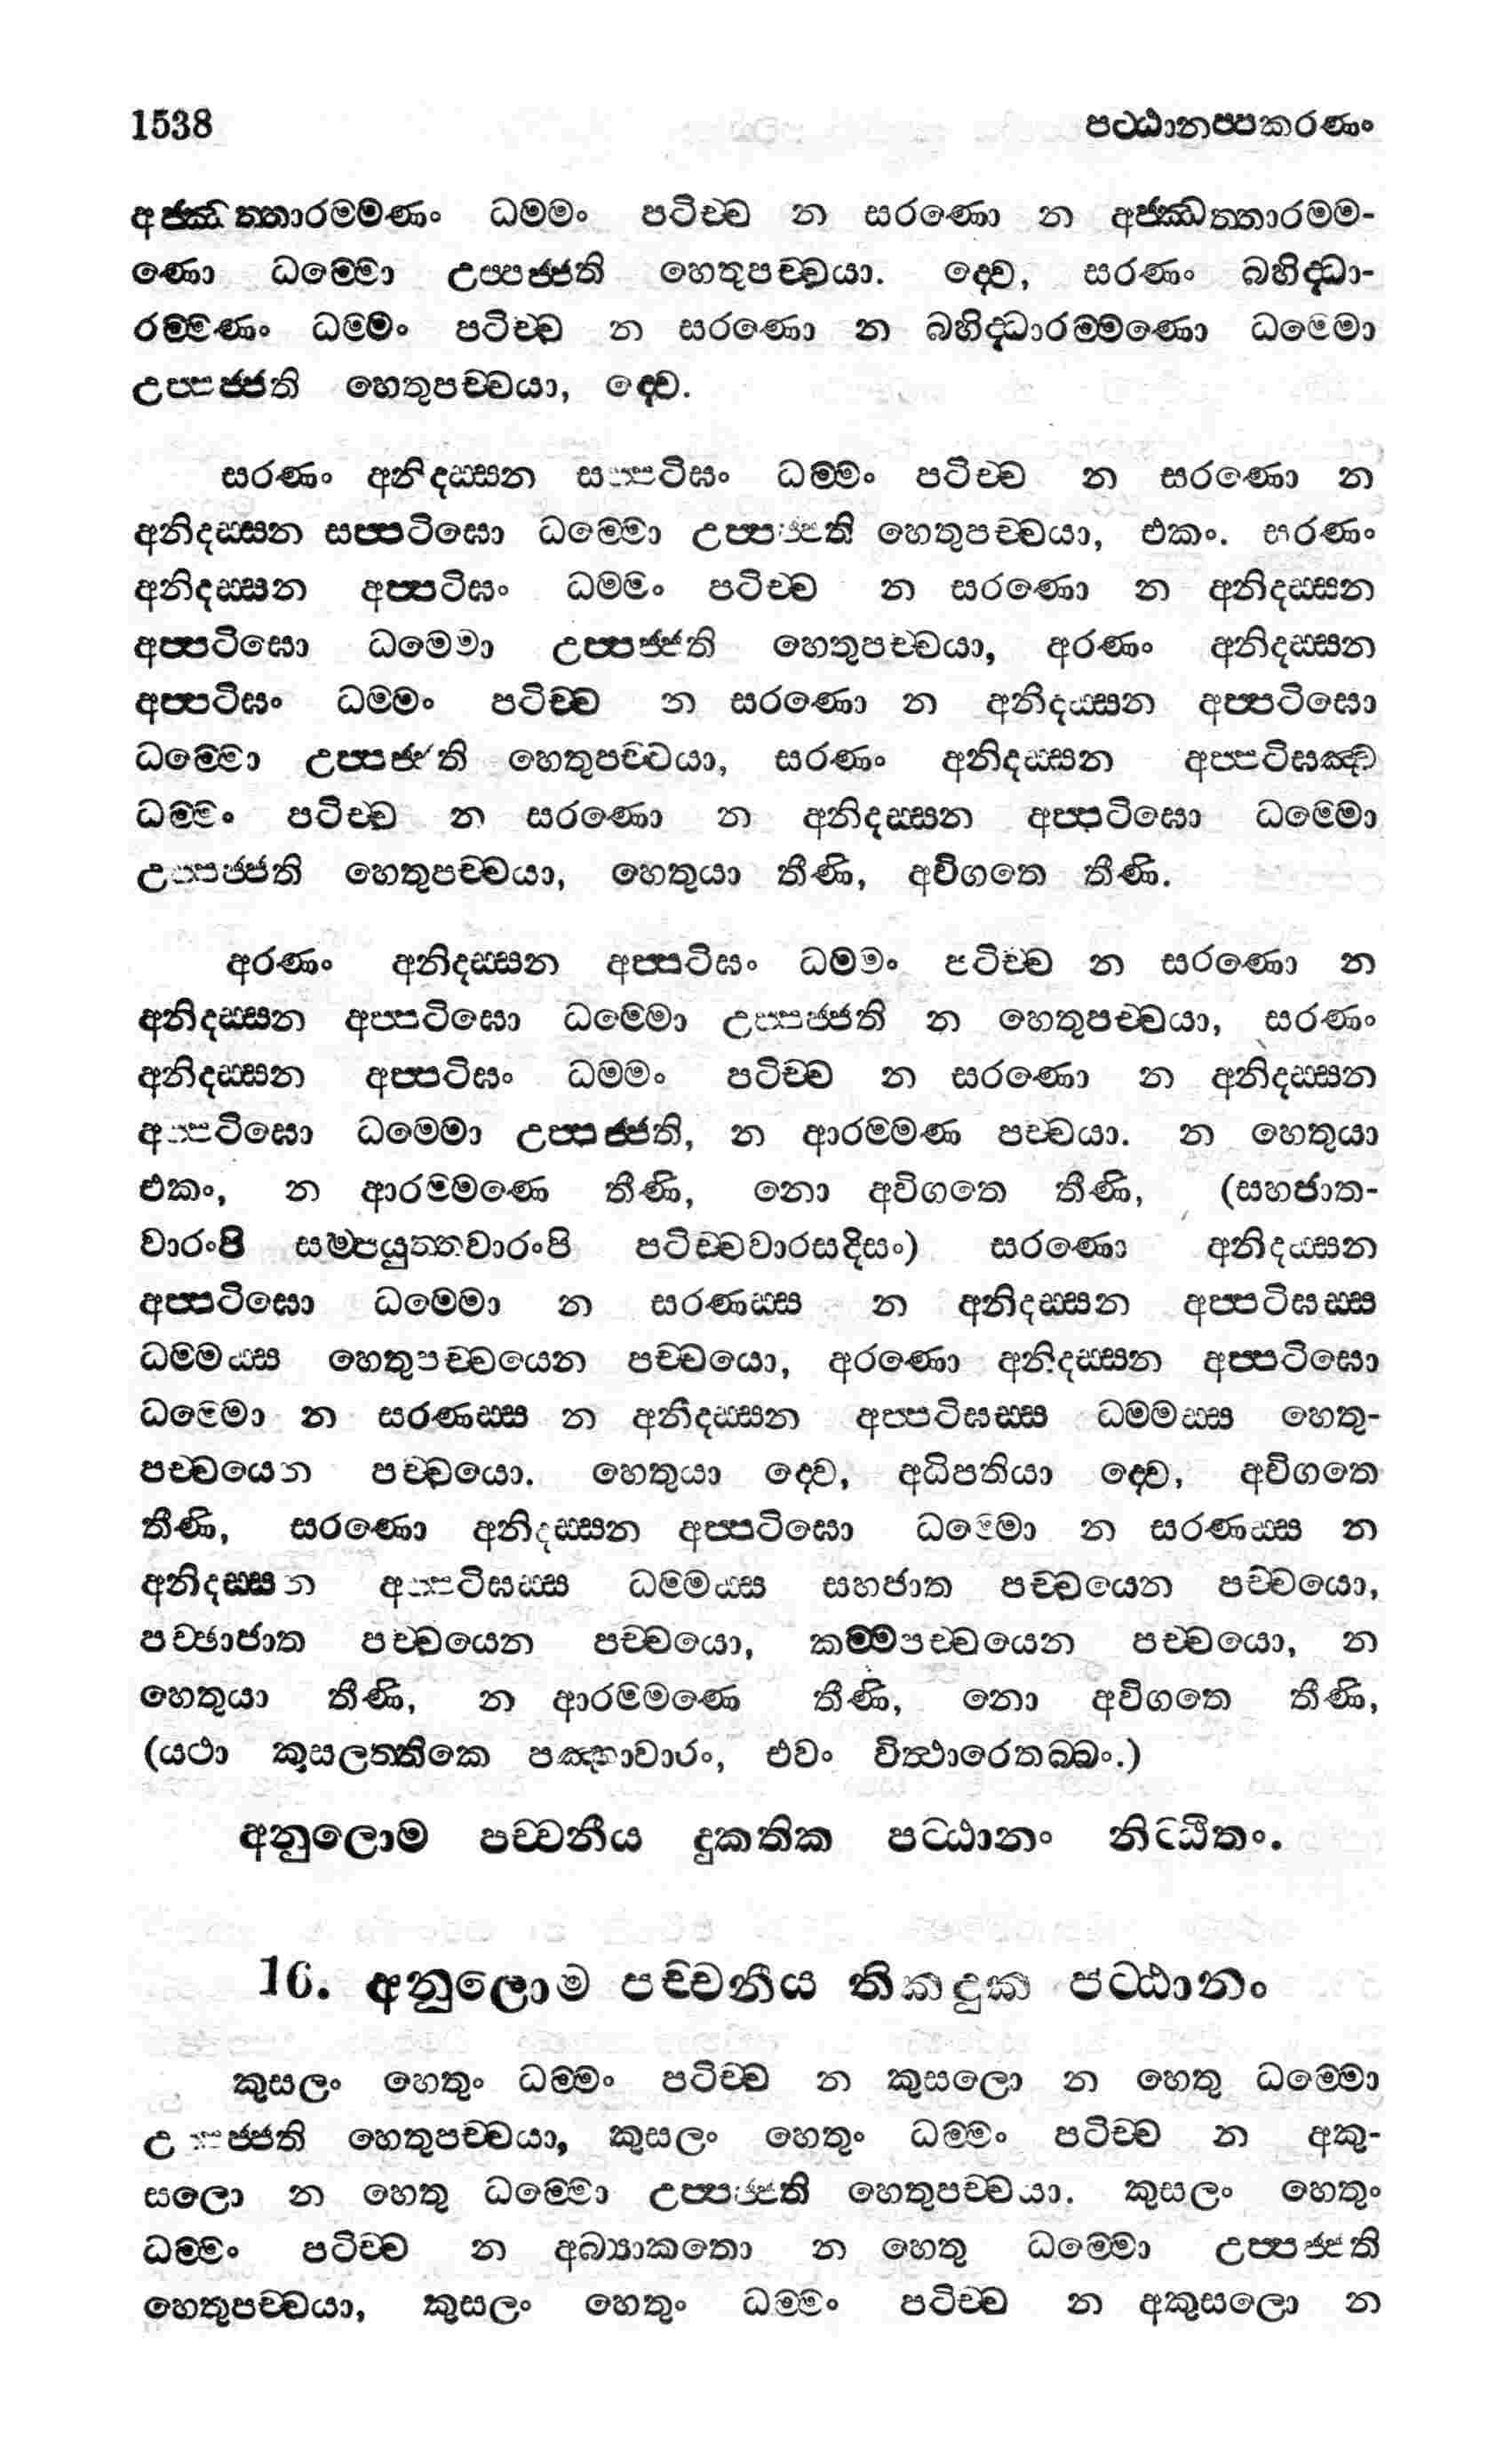 1538 පට්ඨානප්පකරණං
අජ්ඣත්තාරම්මණං ධම්මං පටිච්ච න සරණො න අජ්ඣත්තාරම්ම-
ණො ධම්මො උප්පජ්ජති හෙතුපච්චයා. ද්වෙ, සරණං බහිද්ධා-
රම්මණං ධම්මං පටිච්ච න සරණො න බහිද්ධාරම්මණො ධම්මො
උප්පජ්ජති හෙතුපච්චයා, ද්වෙ.
සරණං අනිදස්සන සප්පටිඝං ධම්මං පටිච්ච න සරණො න
අනිදස්සන සප්පටිඝො ධම්මො උප්පජ්ජති හෙතුපච්චයා, එකං. සරණං
අනිදස්සන අප්පටිඝං ධම්මං පටිච්ච න සරණො න අනිදස්සන
අප්පටිඝො ධම්මො උප්පජ්ජති හෙතුපච්චයා, අරණං අනිදස්සන
අප්පටිඝං ධම්මං පටිච්ච න සරණො න අනිදස්සන අප්පටිඝො
ධම්මො උප්පජ්ජති හෙතුපච්චයා, සරණං අනිදස්සන අප්පටිඝඤ්ච
ධම්මං පටිච්ච න සරණො න අනිදස්සන අප්පටිඝො ධම්මො
උප්පජ්ජති හෙතුපච්චයා, හෙතුයා තීණි, අවිගතෙ තීණි.
අරණං අනිදස්සන අප්පටිඝං ධම්මං පටිච්ච න සරණො න
අනිදස්සන අප්පටිඝො ධම්මො උප්පජ්ජති න හෙතුපච්චයා, සරණං
අනිදස්සන අප්පටිඝං ධම්මං පටිච්ච න සරණො න අනිදස්සන
අප්පටිඝො ධම්මො උප්පජ්ජති, න ආරම්මණ පච්චයා. න හෙතුයා
එකං, න ආරම්මණෙ තීණි, නො අවිගතෙ තීණි, (සහජාත-
වාරංපි සම්පයුත්තවාරංපි පටිච්චවාරසදිසං) සරණො අනිදස්සන
අප්පටිඝො ධම්මො න සරණස්ස න අනිදස්සන අප්පටිඝස්ස
ධම්මස්ස හෙතුපච්චයෙන පච්චයො, අරණො අනිදස්සන අප්පටිඝො
ධම්මො න සරණස්ස න අනිදස්සන අප්පටිඝස්ස ධම්මස්ස හෙතු-
පච්චයෙන පච්චයො. හෙතුයා ද්වෙ, අධිපතියා ද්වෙ, අවිගතෙ
තීණි, සරණො අනිදස්සන අප්පටිඝො ධම්මො න සරණස්ස න
අනිදස්සන අප්පටිඝස්ස ධම්මස්ස සහජාත පච්චයෙන පච්චයො,
පච්ඡාජාත පච්චයෙන පච්චයො, කම්මපච්චයෙන පච්චයො, න
හෙතුයා තීණි, න ආරම්මණෙ තීණි, නො අවිගතෙ තීණි,
(යථා කුසලත්තිකෙ පඤ්හාවාරං, එවං විත්ථාරෙතබ්බං.)
අනුලොම පච්චනීය දුකතික පට්ඨානං නිට්ඨිතං.
16. අනුලොම පච්චනීය තිකදුක පට්ඨානං
කුසලං හෙතුං ධම්මං පටිච්ච න කුසලො න හෙතු ධම්මො
උප්පජ්ජති හෙතුපච්චයා, කුසලං හෙතුං ධම්මං පටිච්ච න අකු-
සලො න හෙතු ධම්මො උප්පජ්ජති හෙතුපච්චයා. කුසලං හෙතුං
ධම්මං පටිච්ච න අබ්‍යාකතො න හෙතු ධම්මො උප්පජ්ජති
හෙතුපච්චයා, කුසලං හෙතුං ධම්මං පටිච්ච න අකුසලො න